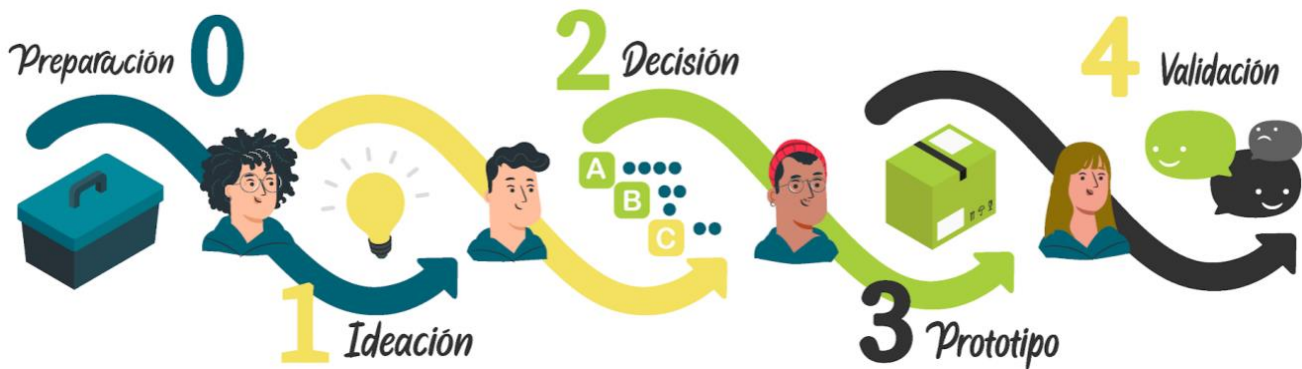 Preparación 0
1 Ideación
2 Decisión
A
B
C
3 Prototipo
4 Validación